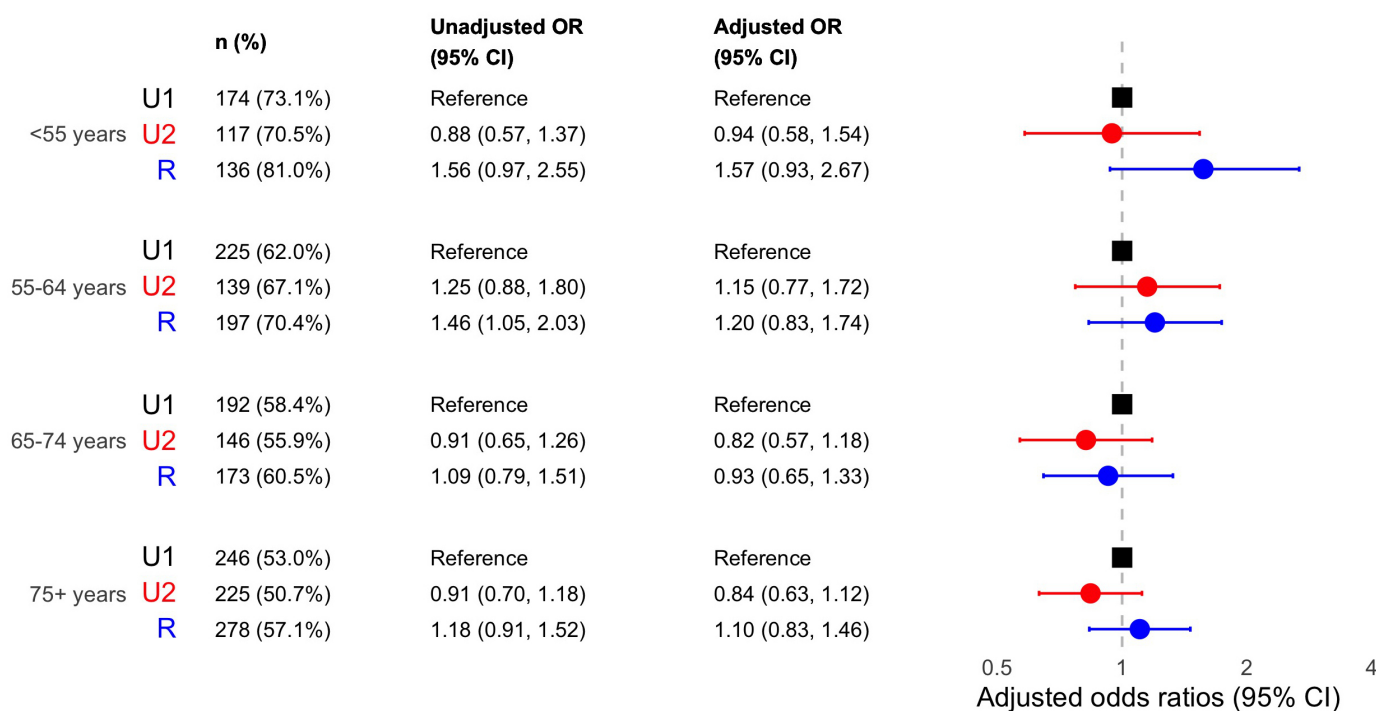 n (%) Unadjusted OR (95% CI) Adjusted OR (95% CI)
U1 174 (73.1%) Reference Reference
<55 years U2 117 (70.5%) 0.88 (0.57, 1.37) 0.94 (0.58, 1.54)
R 136 (81.0%) 1.56 (0.97, 2.55) 1.57 (0.93, 2.67)
U1 225 (62.0%) Reference Reference
55-64 years U2 139 (67.1%) 1.25 (0.88, 1.80) 1.15 (0.77, 1.72)
R 197 (70.4%) 1.46 (1.05, 2.03) 1.20 (0.83, 1.74)
U1 192 (58.4%) Reference Reference
65-74 years U2 146 (55.9%) 0.91 (0.65, 1.26) 0.82 (0.57, 1.18)
R 173 (60.5%) 1.09 (0.79, 1.51) 0.93 (0.65, 1.33)
U1 246 (53.0%) Reference Reference
75+ years U2 225 (50.7%) 0.91 (0.70, 1.18) 0.84 (0.63, 1.12)
R 278 (57.1%) 1.18 (0.91, 1.52) 1.10 (0.83, 1.46)
0.5 1 2 4
Adjusted odds ratios (95% CI)